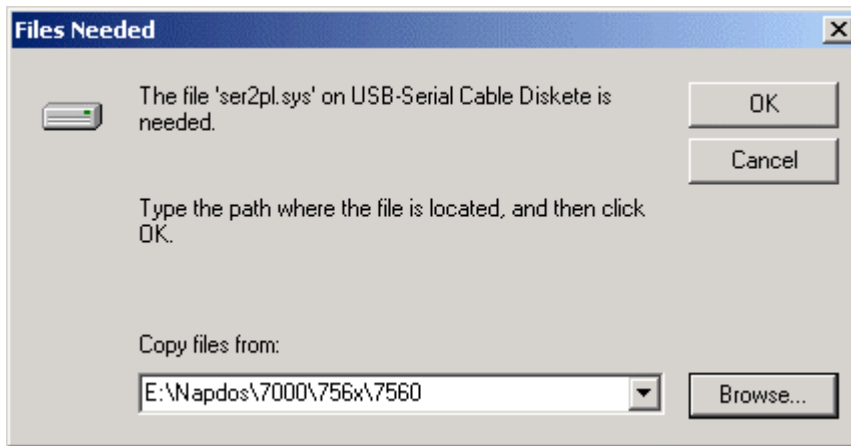 Files Needed
The file 'ser2pl.sys' on USB-Serial Cable Diskete is
needed.
OK
Cancel
Type the path where the file is located, and then click
OK.
Copy files from:
E:\Napdos\7000\756x\7560
Browse...